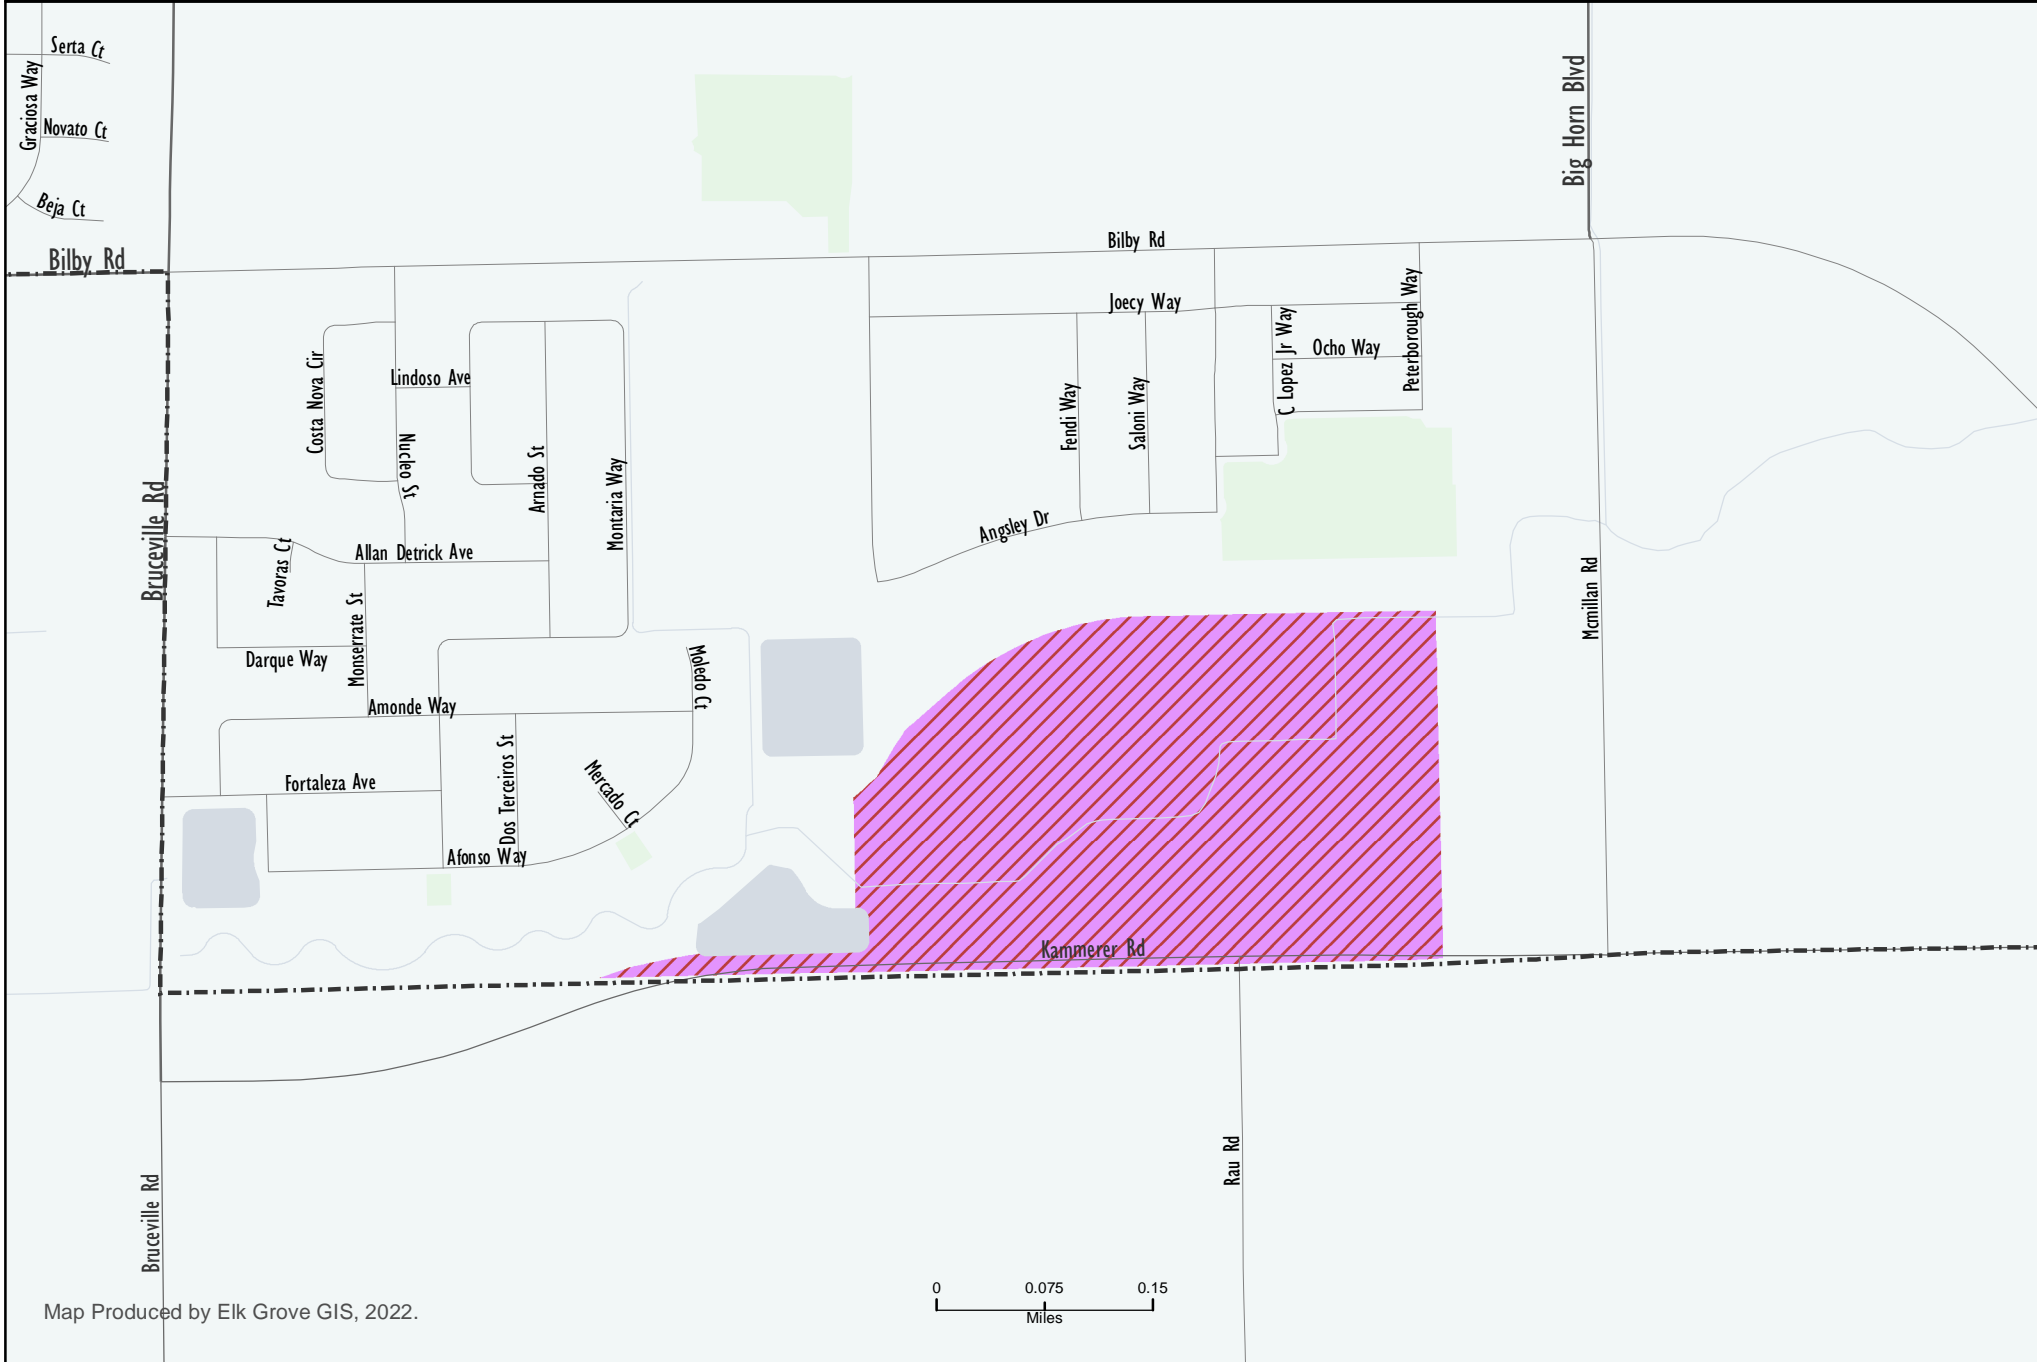 Serta Ct
Graciosa Way
Novato Ct
Beja Ct
Bilby Rd
Big Horn Blvd
Bilby Rd
Joecy Way
Peterborough Way
C Lopez Jr Way
Ocho Way
Costa Nova Cir
Lindoso Ave
Nucleo St
Arnado St
Montaria Way
Fendi Way
Saloni Way
Angsley Dr
Bruceville Rd
Tavoras Ct
Allan Detrick Ave
Mcmillan Rd
Monserrate St
Darque Way
Moledo Ct
Amonde Way
Dos Terceiros St
Mercado Ct
Fortaleza Ave
Afonso Way
Kammerer Rd
Rau Rd
Bruceville Rd
0 0.075 0.15
Miles
Map Produced by Elk Grove GIS, 2022.